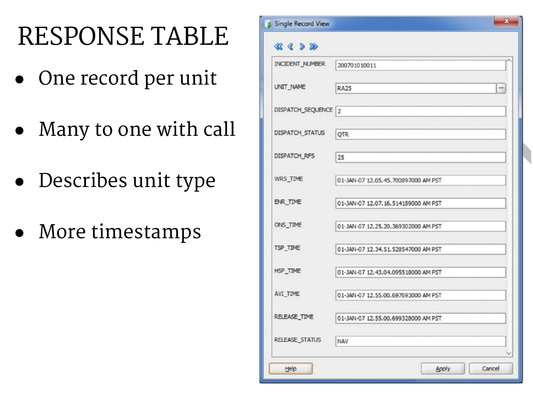 RESPONSE TABLE
● One record per unit
● Many to one with call
● Describes unit type
● More timestamps
Single Record View
INCIDENT_NUMBER 200701010011
UNIT_NAME RA25
DISPATCH_SEQUENCE 2
DISPATCH_STATUS QTR
DISPATCH_RFS 25
WRS_TIME 01-JAN-07 12.05.45.700897000 AM PST
ENR_TIME 01-JAN-07 12.07.16.514189000 AM PST
ONS_TIME 01-JAN-07 12.25.20.369302000 AM PST
TSP_TIME 01-JAN-07 12.34.51.528547000 AM PST
HSP_TIME 01-JAN-07 12.43.04.095518000 AM PST
AVI_TIME 01-JAN-07 12.55.00.697693000 AM PST
RELEASE_TIME 01-JAN-07 12.55.00.699328000 AM PST
RELEASE_STATUS NAV
Help Apply Cancel